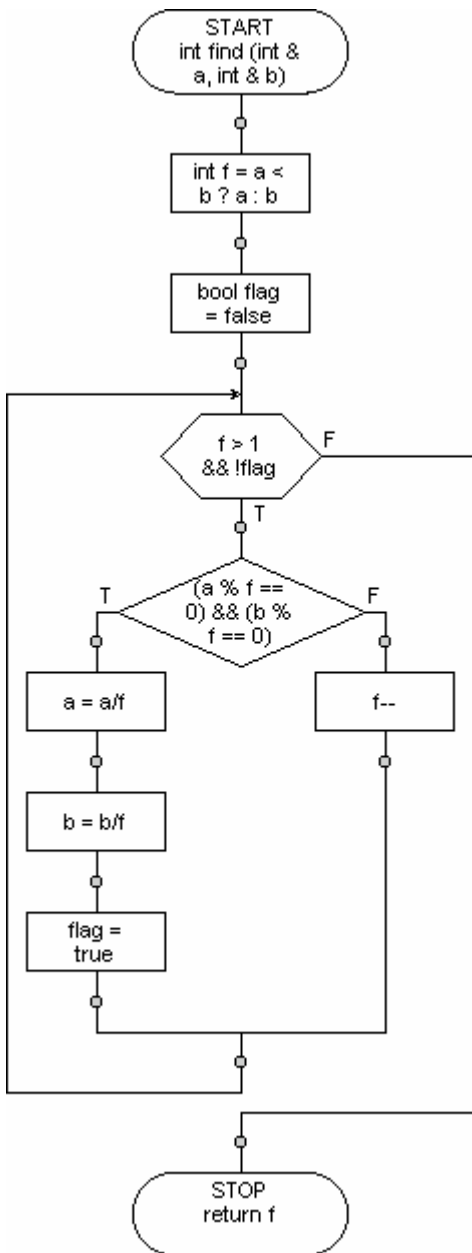 START
int find (int &
a, int & b)
int f = a <
b ? a : b
bool flag
= false
f > 1
&& !flag
F
T
(a % f ==
0) && (b %
f == 0)
T
F
a = a/f
f--
b = b/f
flag =
true
STOP
return f